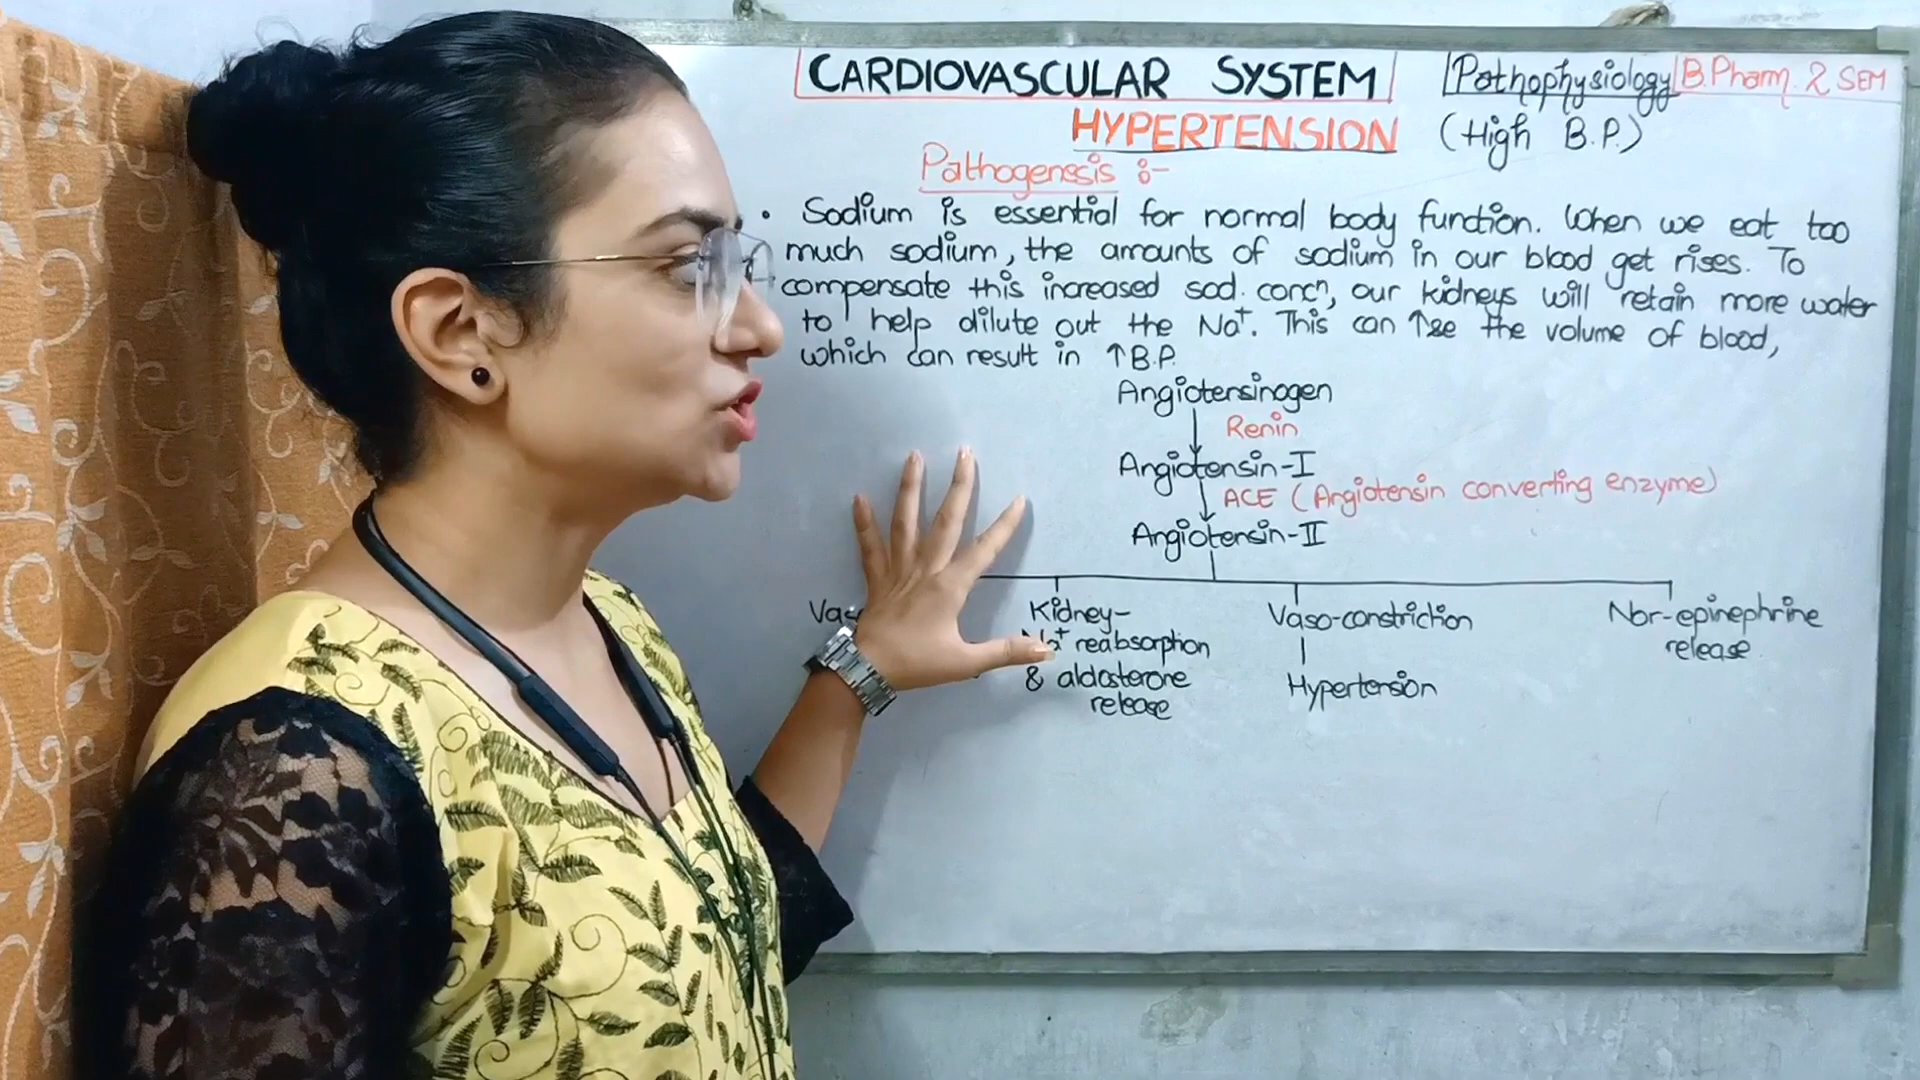 CARDIOVASCULAR SYSTEM
Pathophysiology
B.Pharm. 2 SEM
HYPERTENSION
(High B.P.)
Pathogenesis :-
• Sodium is essential for normal body function. When we eat too
much sodium, the amounts of sodium in our blood get rises. To
compensate this increased sod. concn, our kidneys will retain more water
to help dilute out the Na+. This can ↑se the volume of blood,
which can result in ↑B.P.
Angiotensinogen
Renin
Angiotensin-I
ACE (Angiotensin converting enzyme)
Angiotensin-II
Kidney-
Na+ reabsorption
& aldosterone
release
Vaso-constriction
Hypertension
Nor-epinephrine
release